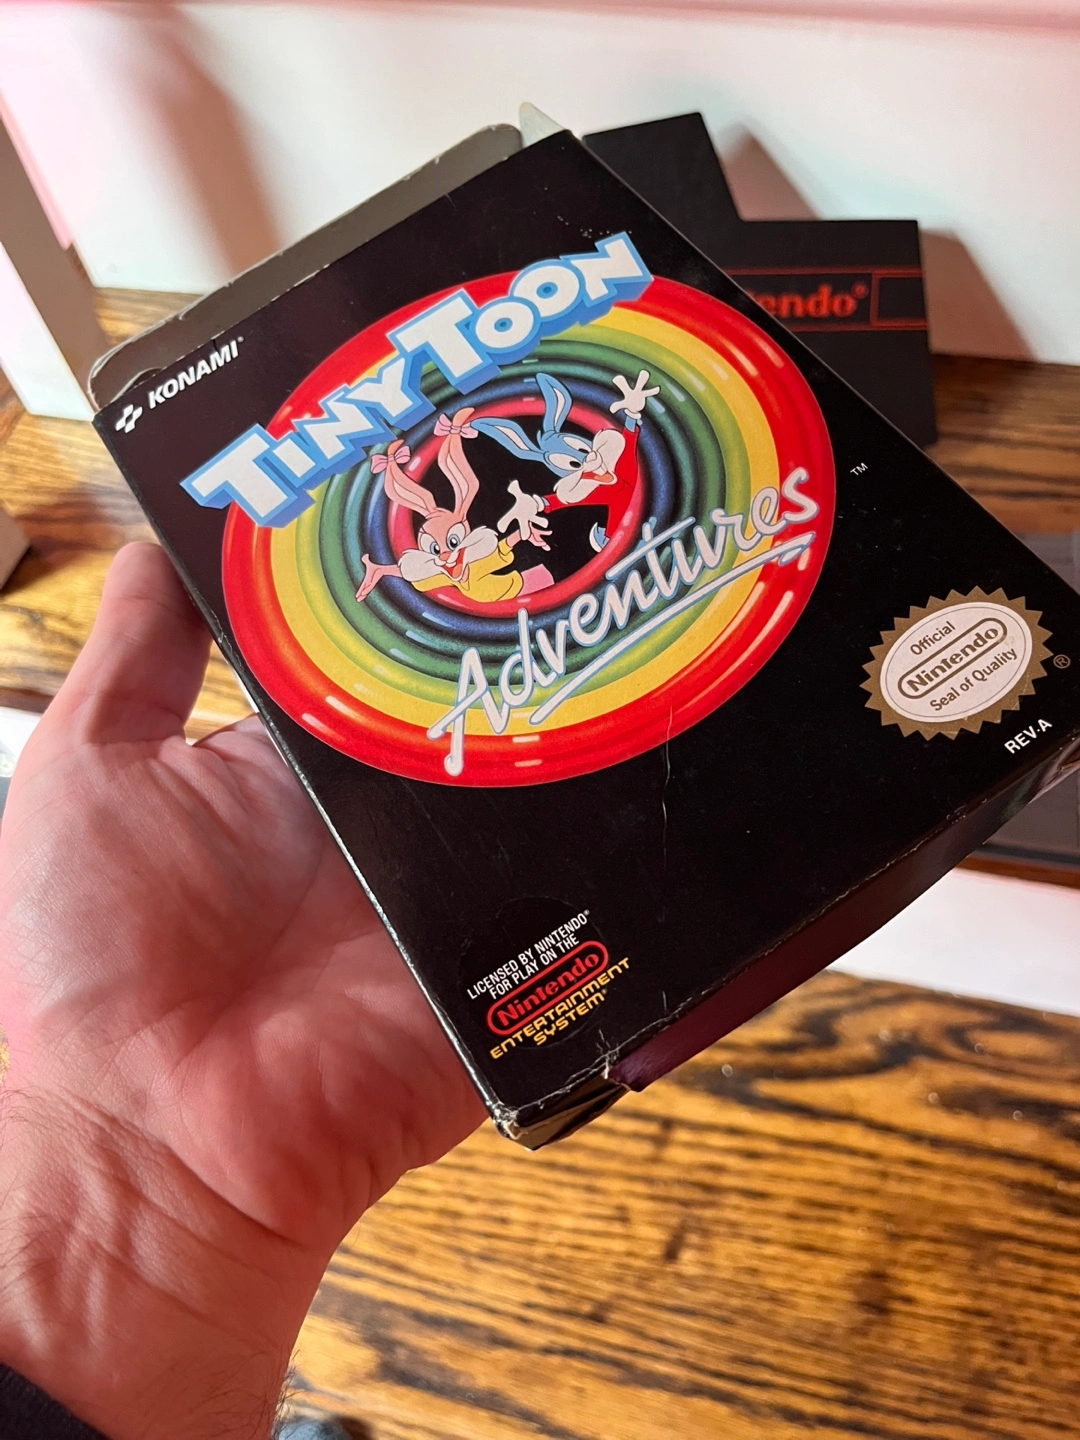 KONAMI®
TINY TOON
Adventures
TM
Official
Nintendo
Seal of Quality
®
REV-A
LICENSED BY NINTENDO®
FOR PLAY ON THE
Nintendo
ENTERTAINMENT
SYSTEM®
endo®